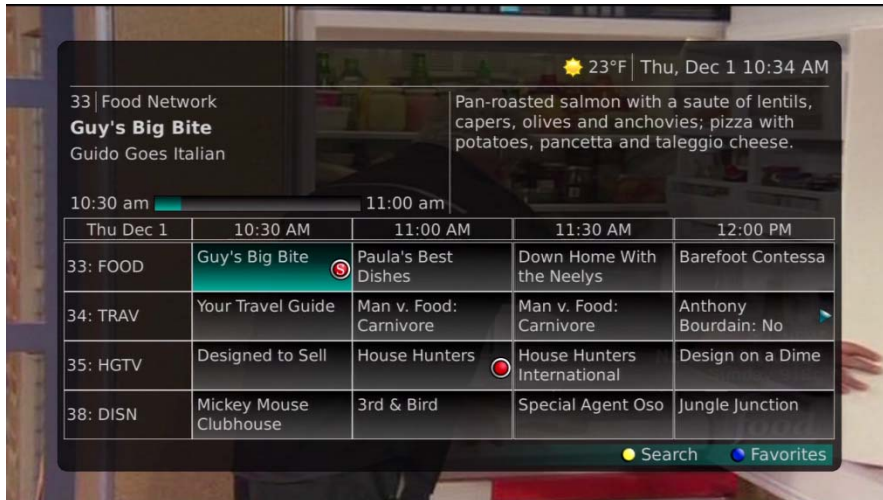 23°F Thu, Dec 1 10:34 AM
33 Food Network
Guy's Big Bite
Guido Goes Italian
Pan-roasted salmon with a saute of lentils,
capers, olives and anchovies; pizza with
potatoes, pancetta and taleggio cheese.
10:30 am 11:00 am
Thu Dec 1 10:30 AM 11:00 AM 11:30 AM 12:00 PM
33: FOOD
Guy's Big Bite
S
Paula's Best
Dishes
Down Home With
the Neelys
Barefoot Contessa
34: TRAV
Your Travel Guide
Man v. Food:
Carnivore
Man v. Food:
Carnivore
Anthony
Bourdain: No
35: HGTV
Designed to Sell
House Hunters
House Hunters
International
Design on a Dime
38: DISN
Mickey Mouse
Clubhouse
3rd & Bird
Special Agent Oso
Jungle Junction
Search Favorites